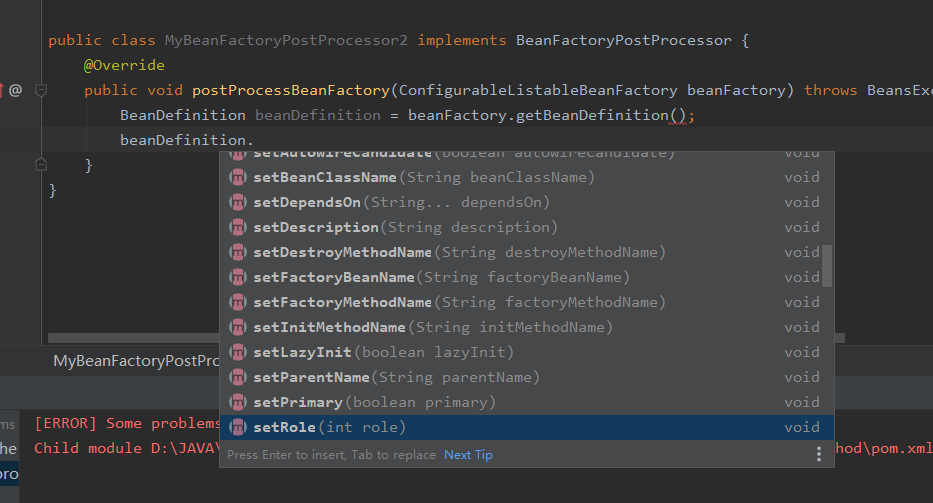 public class MyBeanFactoryPostProcessor2 implements BeanFactoryPostProcessor {
@Override
@ public void postProcessBeanFactory(ConfigurableListableBeanFactory beanFactory) throws BeansExc
BeanDefinition beanDefinition = beanFactory.getBeanDefinition();
beanDefinition.
}
}
setAutowireCandidate(boolean autowireCandidate) void
setBeanClassName(String beanClassName) void
setDependsOn(String... dependsOn) void
setDescription(String description) void
setDestroyMethodName(String destroyMethodName) void
setFactoryBeanName(String factoryBeanName) void
setFactoryMethodName(String factoryMethodName) void
setInitMethodName(String initMethodName) void
setLazyInit(boolean lazyInit) void
setParentName(String parentName) void
setPrimary(boolean primary) void
setRole(int role) void
Press Enter to insert, Tab to replace Next Tip
MyBeanFactoryPostPro
ms [ERROR] Some problems
he Child module D:\JAVA\ hod\pom.xml
pro